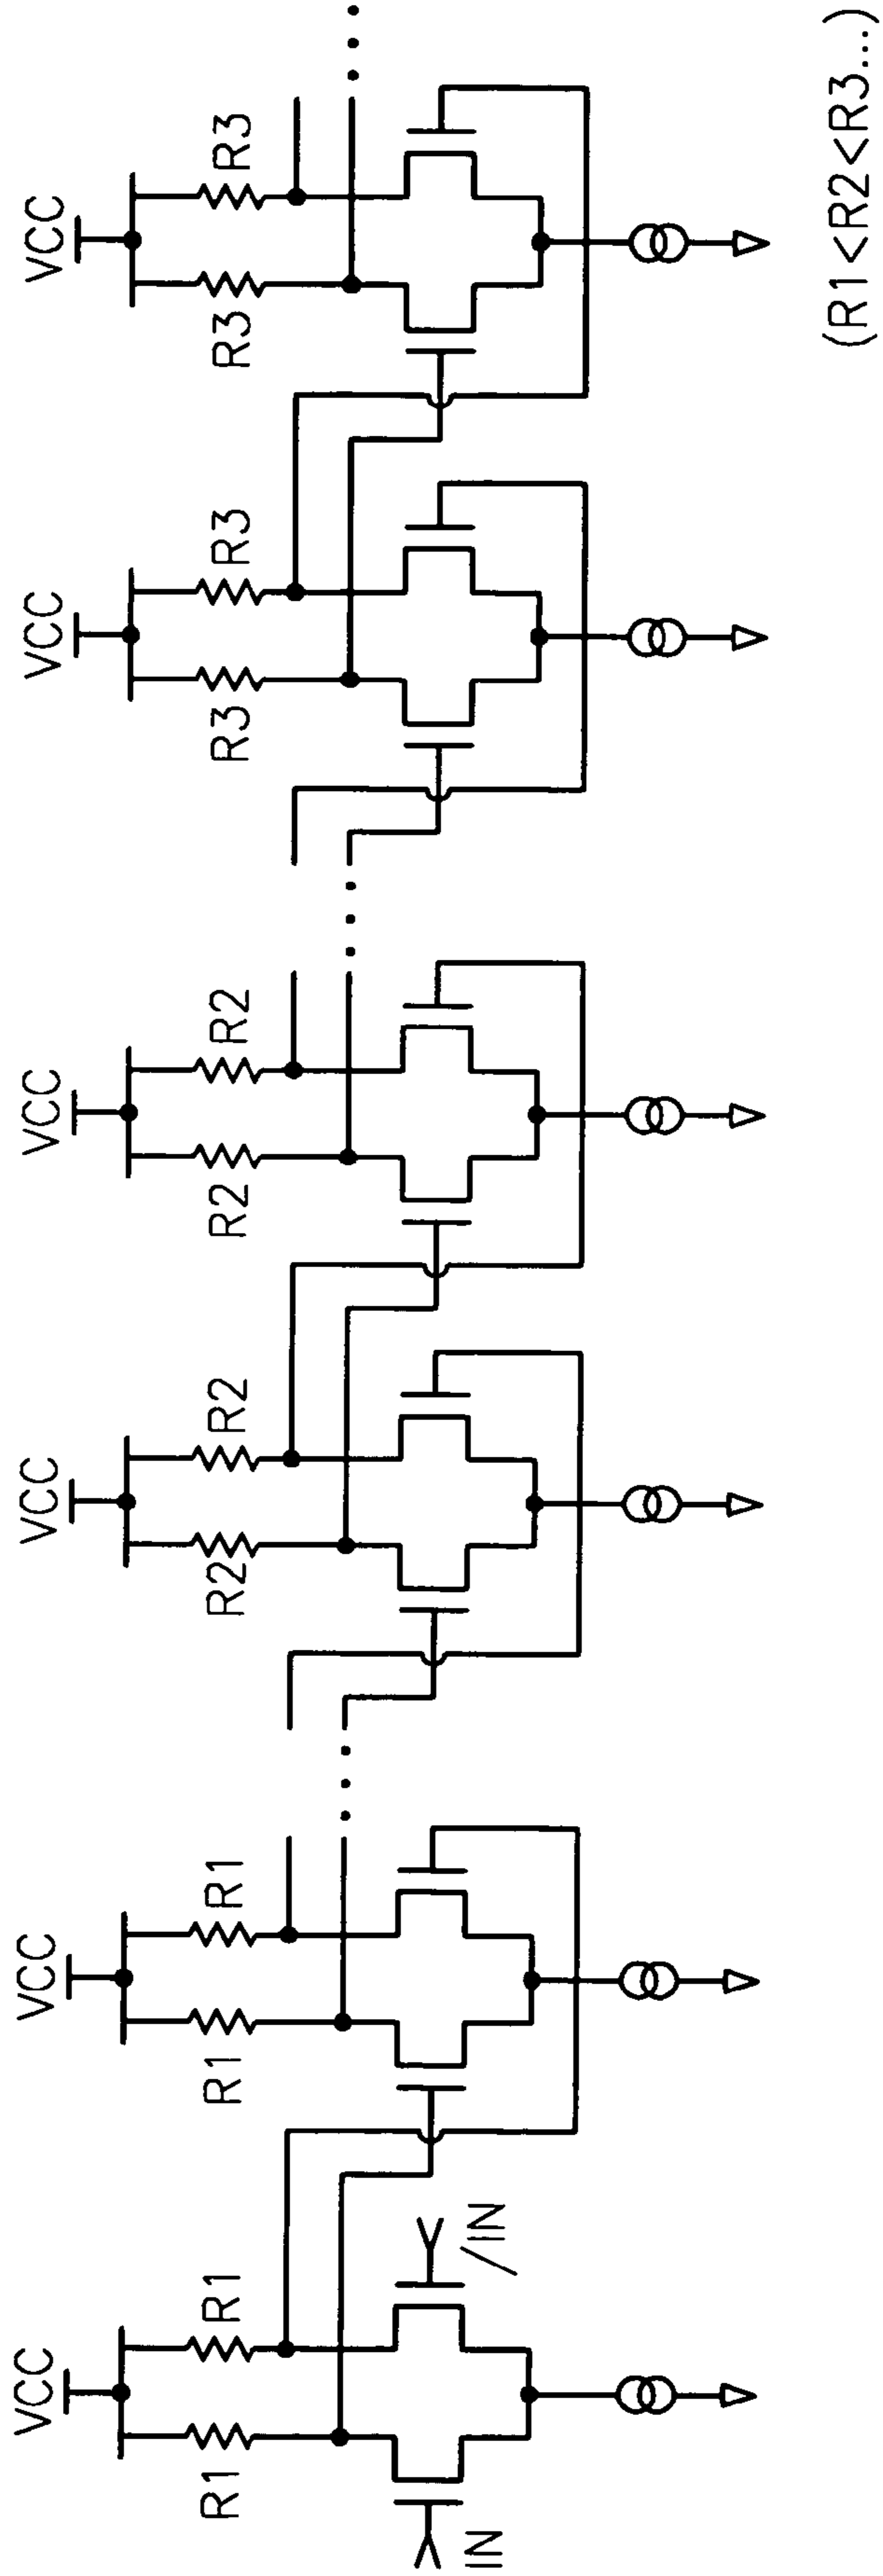 VCC
VCC
VCC
VCC
VCC
VCC
R1
R1
R1
R1
R2
R2
R2
R2
R3
R3
R3
R3
IN
/IN
(R1<R2<R3...)